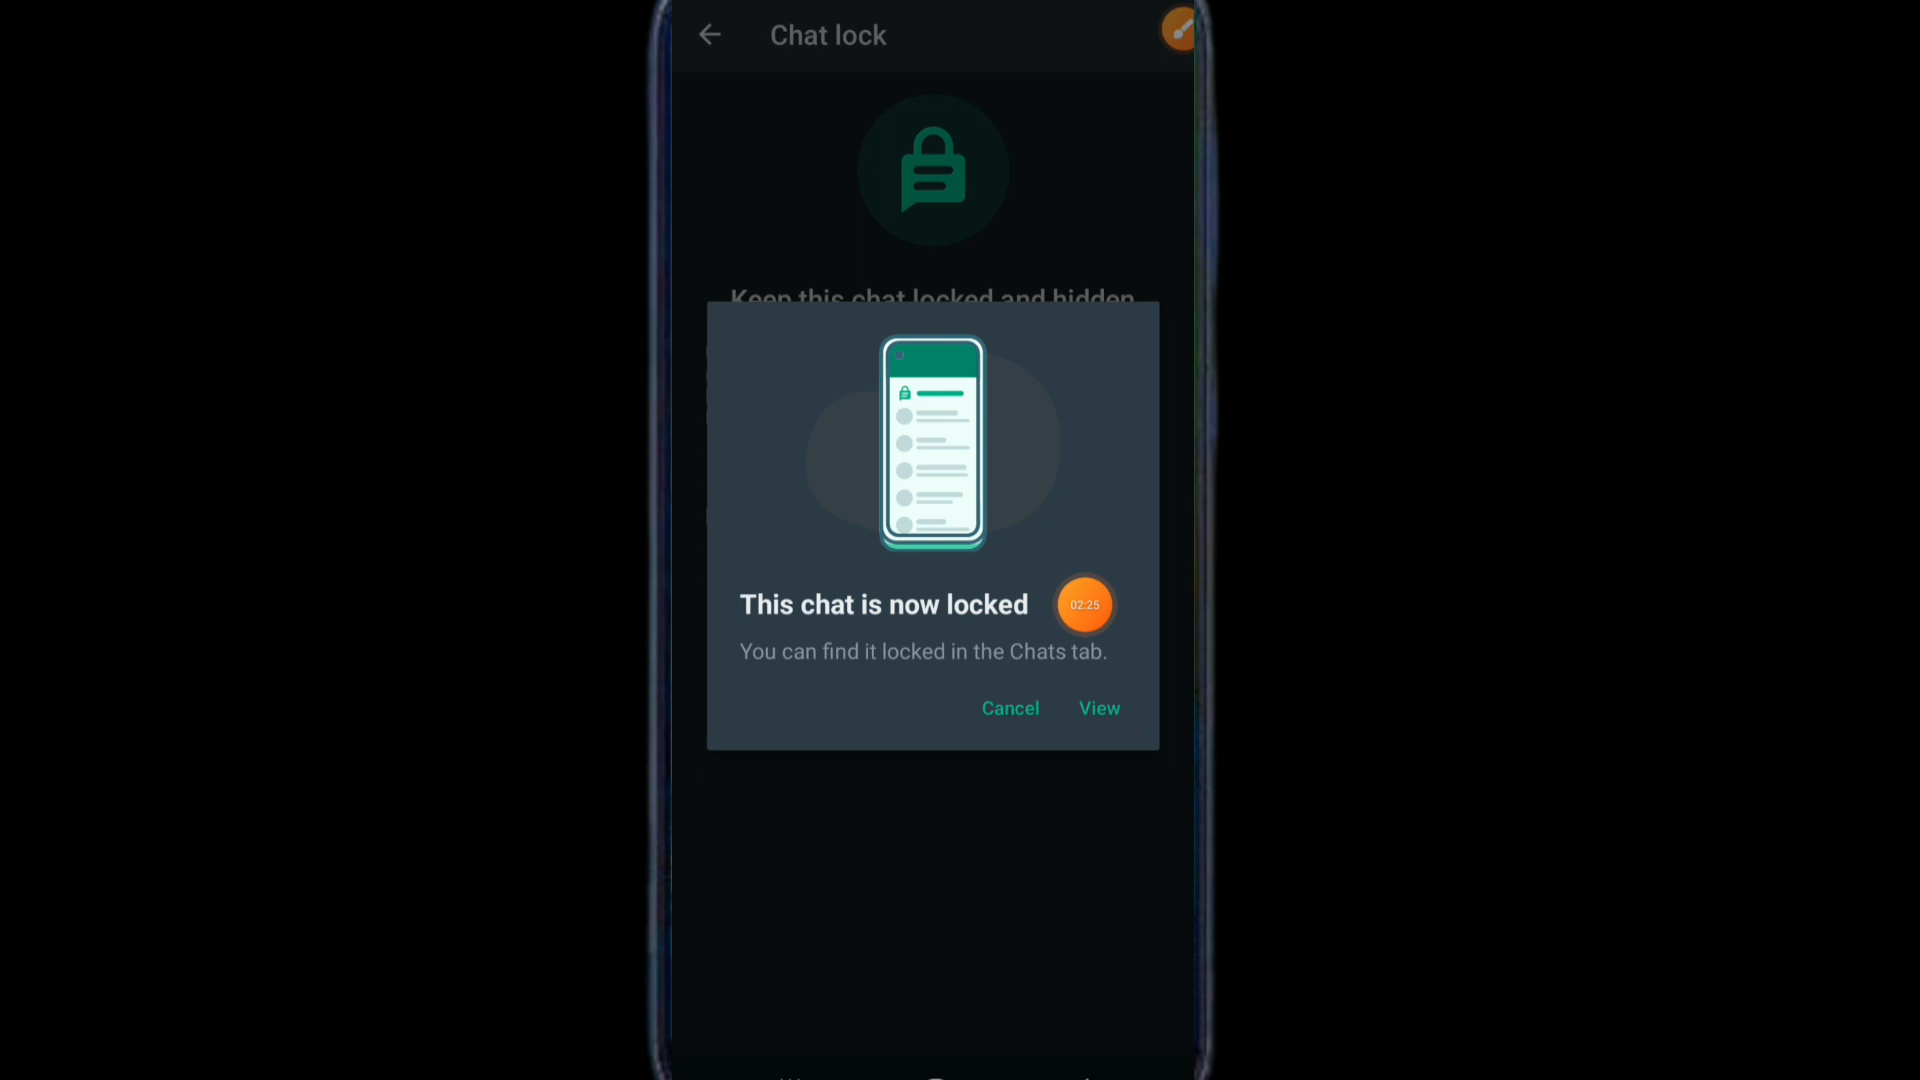 Chat lock
Keep this chat locked and hidden
This chat is now locked
02:25
You can find it locked in the Chats tab.
Cancel
View